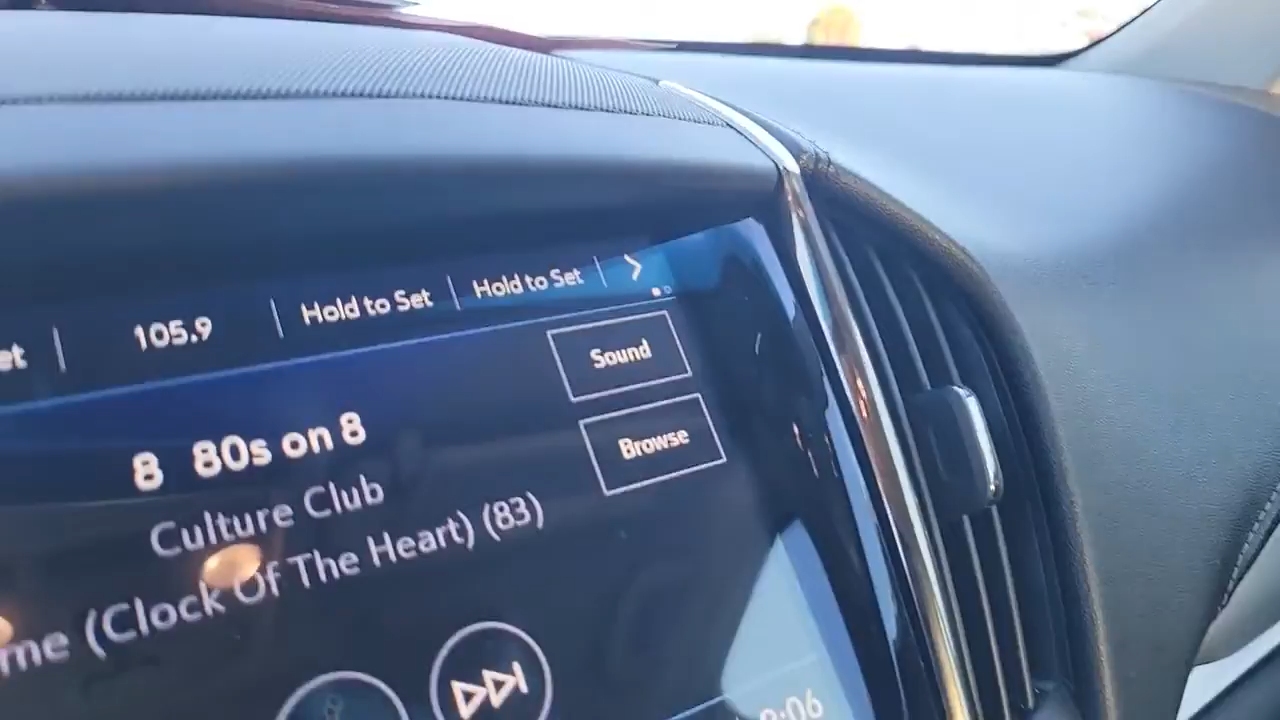 105.9 Hold to Set Hold to Set
Sound
Browse
8 80s on 8
Culture Club
(Clock Of The Heart) (83)